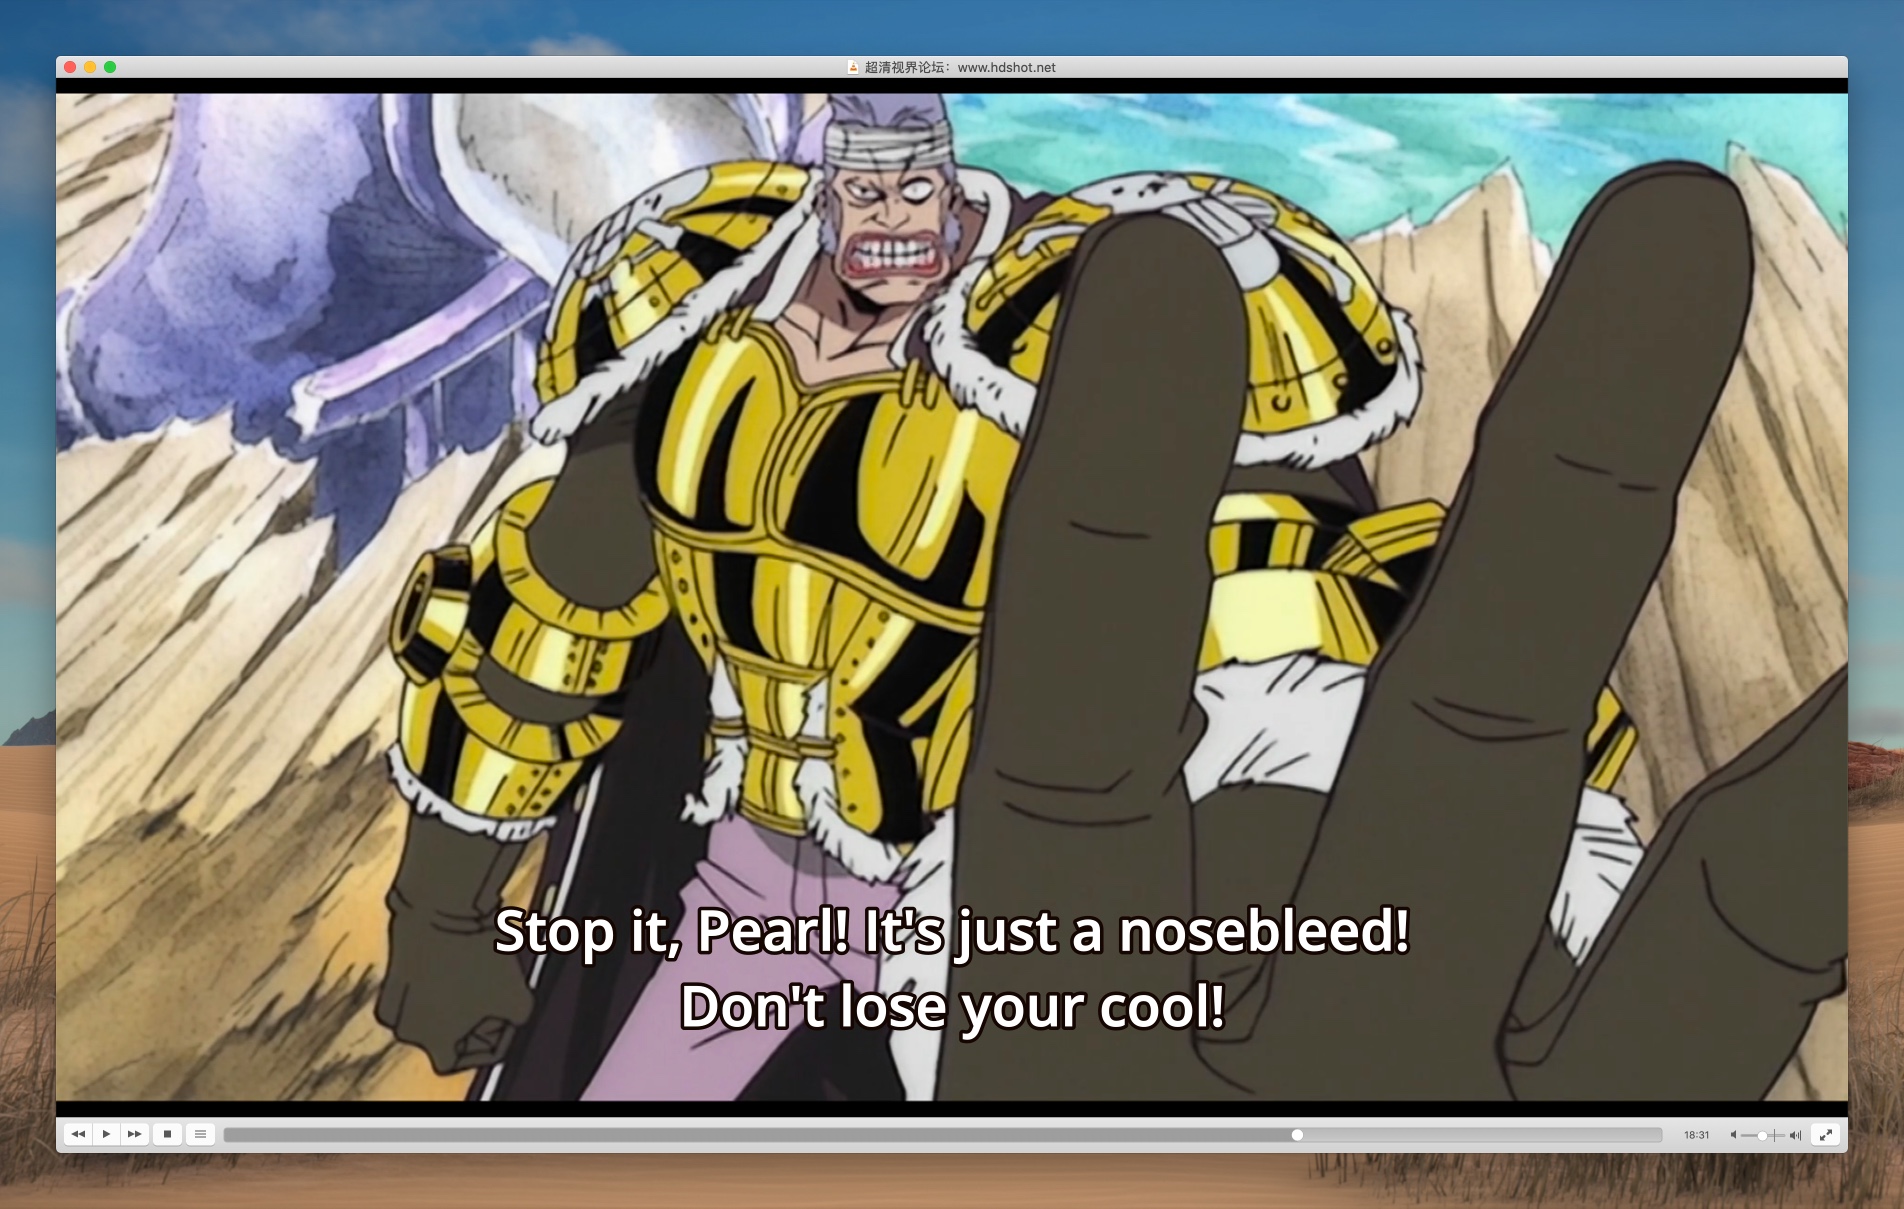 超清视界论坛：www.hdshot.net
Stop it, Pearl! It's just a nosebleed!
Don't lose your cool!
18:31